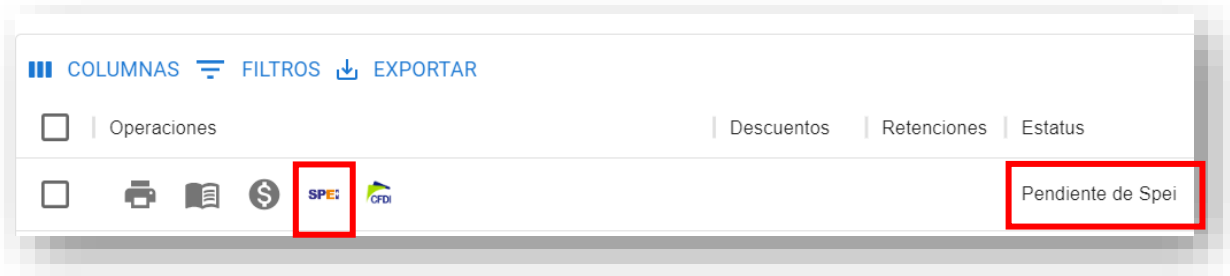 COLUMNAS FILTROS EXPORTAR
Operaciones Descuentos Retenciones Estatus
$ SPEI CFDI Pendiente de Spei